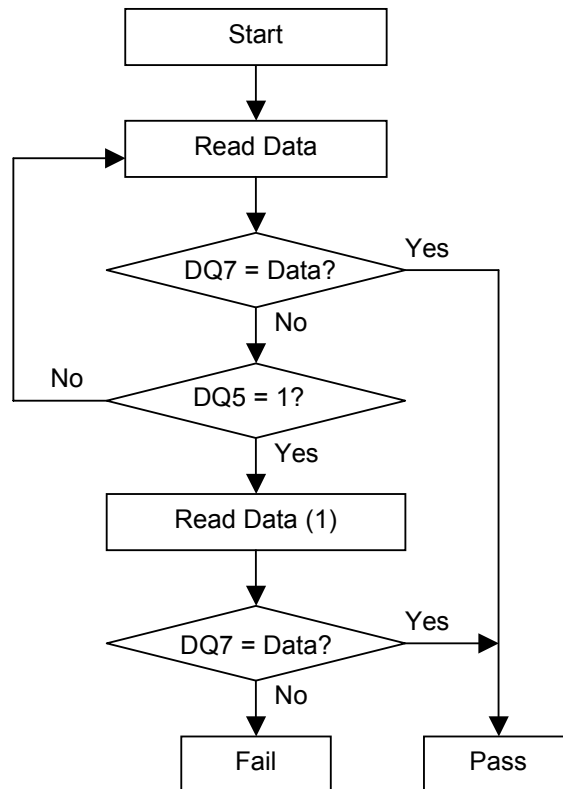 Start
Read Data
Yes
DQ7 = Data?
No
No
DQ5 = 1?
Yes
Read Data (1)
Yes
DQ7 = Data?
No
Fail
Pass